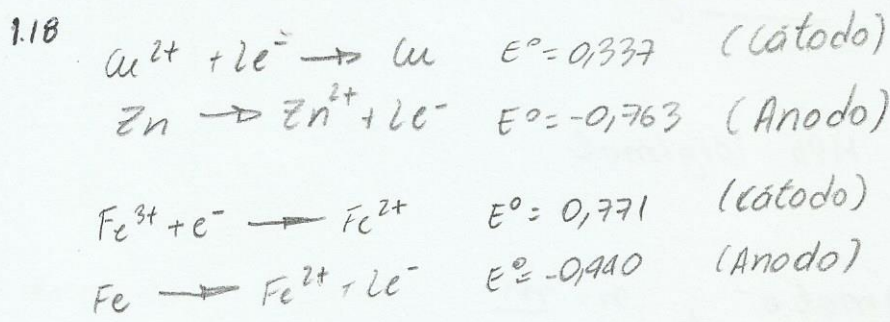 1.18
Cu²⁺ + 2e⁻ → Cu E° = 0,337 (Cátodo)
Zn → Zn²⁺ + 2e⁻ E° = -0,763 (Anodo)
Fe³⁺ + e⁻ → Fe²⁺ E° = 0,771 (Cátodo)
Fe → Fe²⁺ + 2e⁻ E° = -0,440 (Anodo)